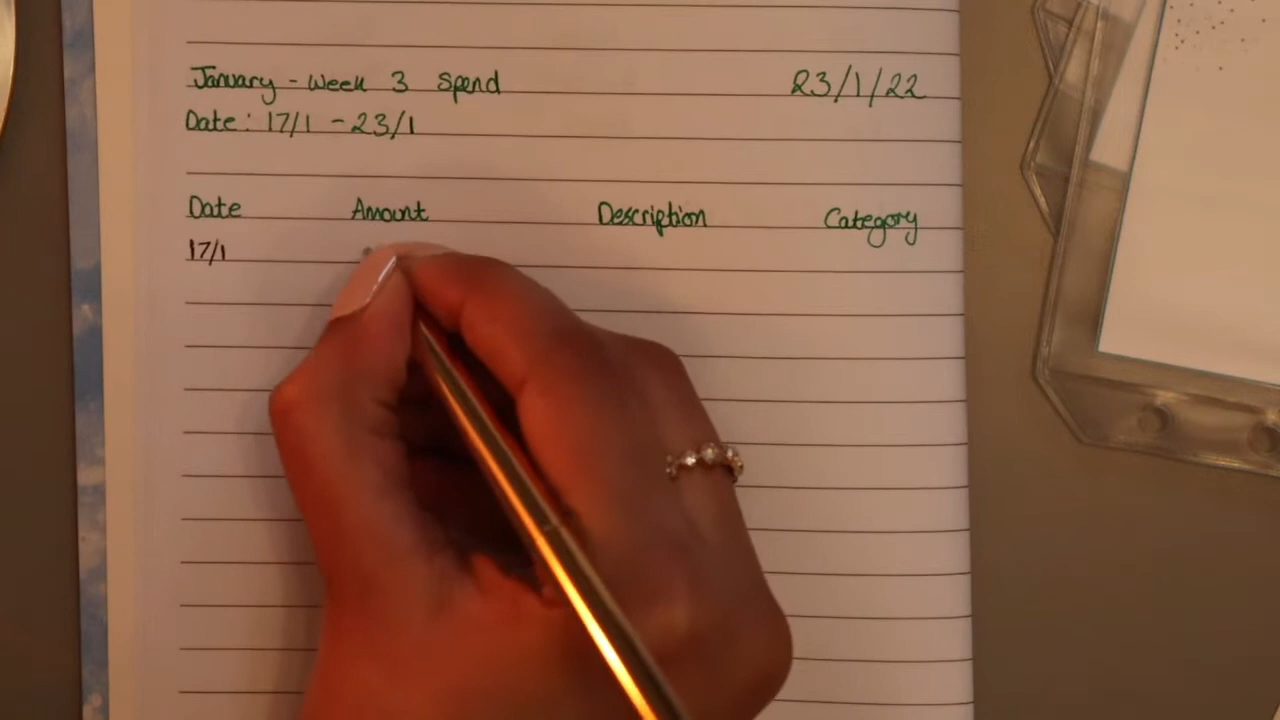 January - Week 3 Spend 23/1/22
Date: 17/1 - 23/1
Date Amount Description Category
17/1